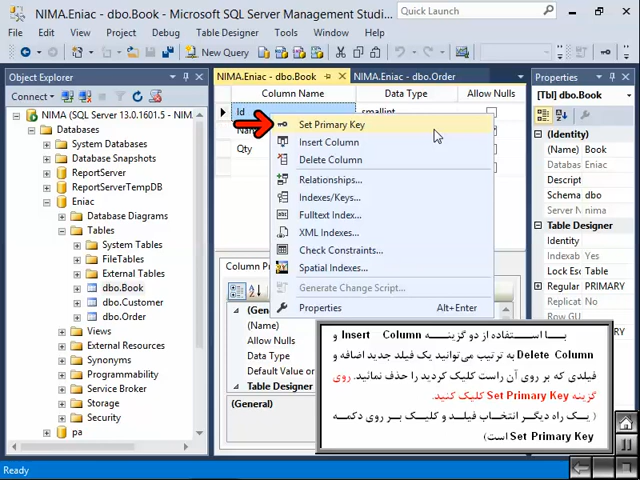 NIMA.Eniac - dbo.Book - Microsoft SQL Server Management Studi...
Quick Launch
File Edit View Project Debug Table Designer Tools Window Help
New Query
Object Explorer
Connect
NIMA (SQL Server 13.0.1601.5 - NIMA\
Databases
System Databases
Database Snapshots
ReportServer
ReportServerTempDB
Eniac
Database Diagrams
Tables
System Tables
FileTables
External Tables
dbo.Book
dbo.Customer
dbo.Order
Views
External Resources
Synonyms
Programmability
Service Broker
Storage
Security
pa
NIMA.Eniac - dbo.Book
NIMA.Eniac - dbo.Order
Column Name Data Type Allow Nulls
Id smallint
Qty
Set Primary Key
Insert Column
Delete Column
Relationships...
Indexes/Keys...
Fulltext Index...
XML Indexes...
Check Constraints...
Spatial Indexes...
Generate Change Script...
Properties Alt+Enter
Column Pr
(Name)
Allow Nulls
Data Type
Default Value or
Table Designer
(General)
Properties
[Tbl] dbo.Book
(Identity)
(Name) Book
Descript
Schema dbo
Server N nima
Table Designer
Identity
Indexab Yes
Lock Esc Table
Regular PRIMARY
Replicat No
با استفاده از دو گزینه Insert Column و
Delete Column به ترتیب می‌توانید یک فیلد جدید اضافه و
فیلدی که بر روی آن راست کلیک کردید را حذف نمائید. روی
گزینه Set Primary Key کلیک کنید.
( یک راه دیگر انتخاب فیلد و کلیک بر روی دکمه
Set Primary Key است)
Ready